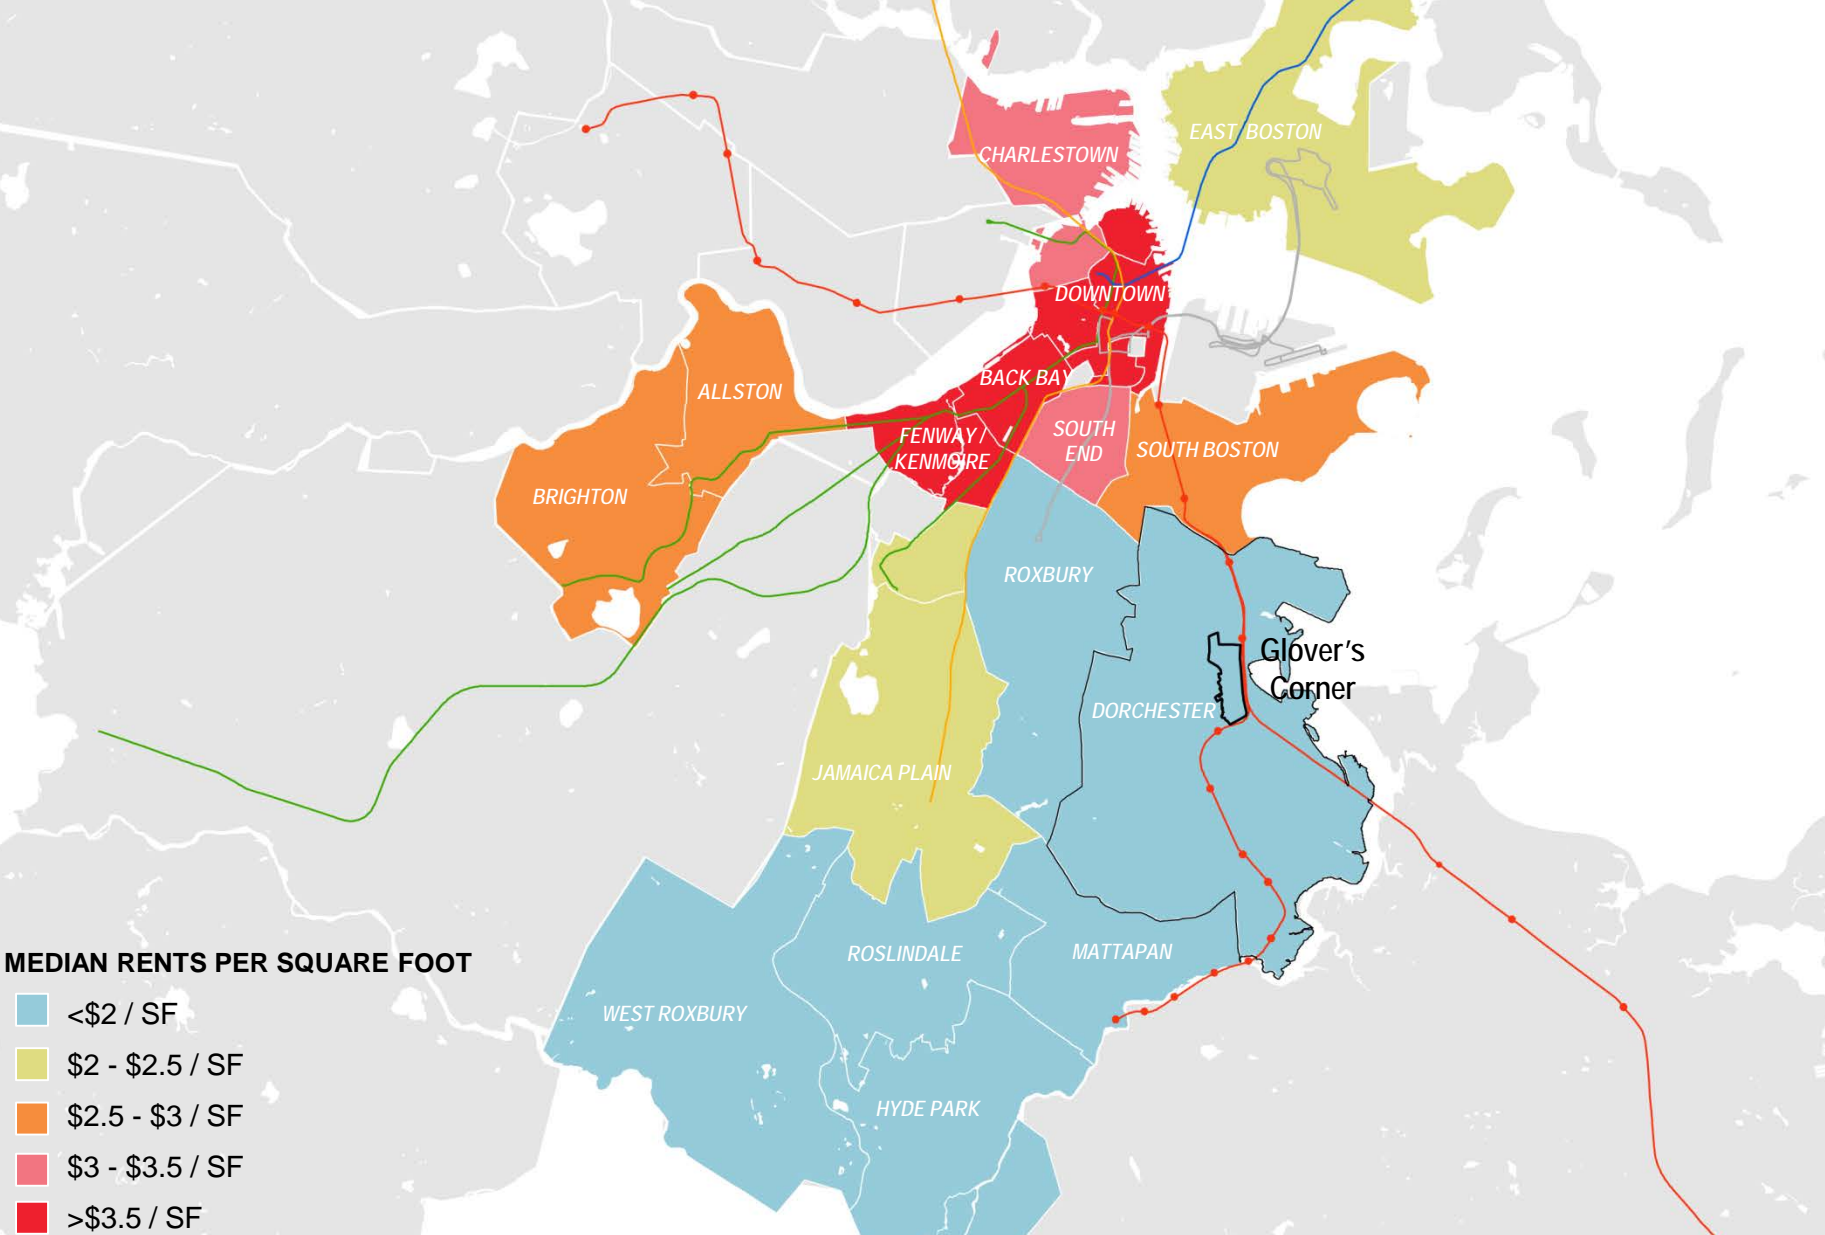 EAST BOSTON
CHARLESTOWN
DOWNTOWN
BACK BAY
ALLSTON
FENWAY /
KENMORE
SOUTH
END
SOUTH BOSTON
BRIGHTON
ROXBURY
Glover's
Corner
DORCHESTER
JAMAICA PLAIN
ROSLINDALE
MATTAPAN
WEST ROXBURY
HYDE PARK
MEDIAN RENTS PER SQUARE FOOT
<$2 / SF
$2 - $2.5 / SF
$2.5 - $3 / SF
$3 - $3.5 / SF
>$3.5 / SF